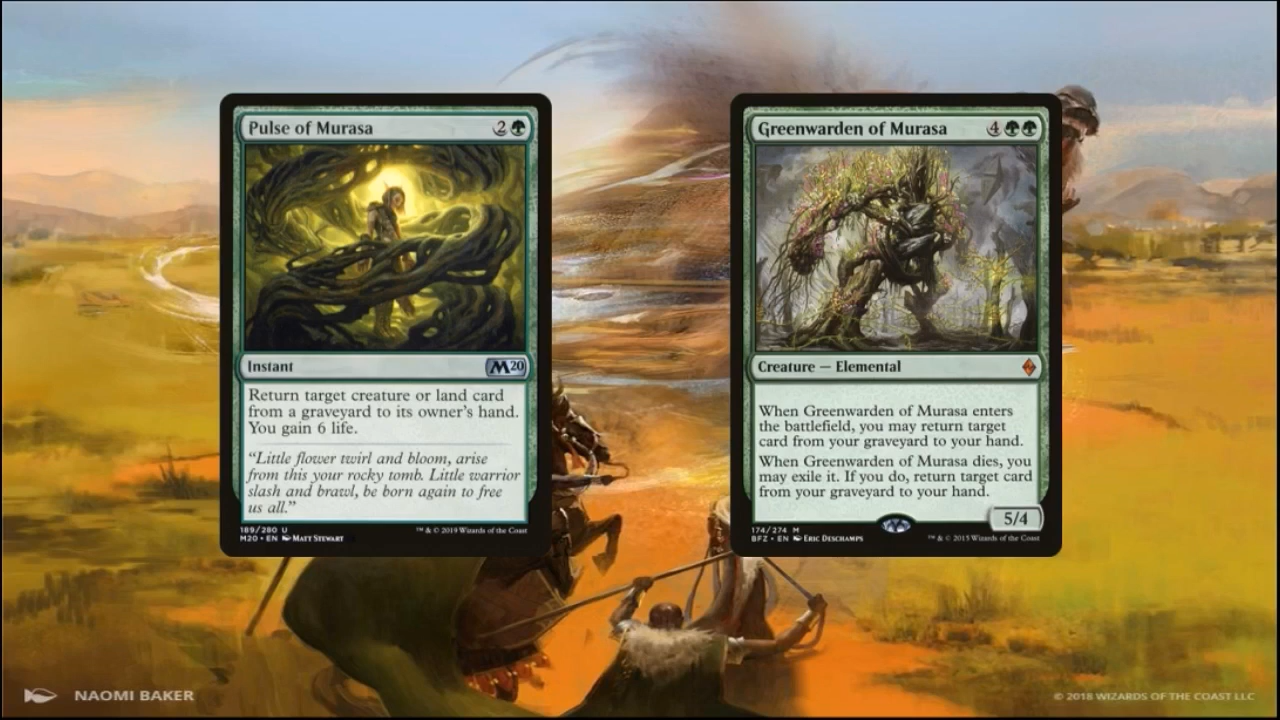 Pulse of Murasa 2
Instant M20
Return target creature or land card
from a graveyard to its owner's hand.
You gain 6 life.
“Little flower twirl and bloom, arise
from this your rocky tomb. Little warrior
slash and brawl, be born again to free
us all.”
189/280 U
M20 • EN Matt Stewart
™ & © 2019 Wizards of the Coast
Greenwarden of Murasa 4
Creature — Elemental
When Greenwarden of Murasa enters
the battlefield, you may return target
card from your graveyard to your hand.
When Greenwarden of Murasa dies, you
may exile it. If you do, return target card
from your graveyard to your hand.
5/4
174/274 M
BFZ • EN Eric Deschamps
™ & © 2015 Wizards of the Coast
NAOMI BAKER
© 2018 WIZARDS OF THE COAST LLC